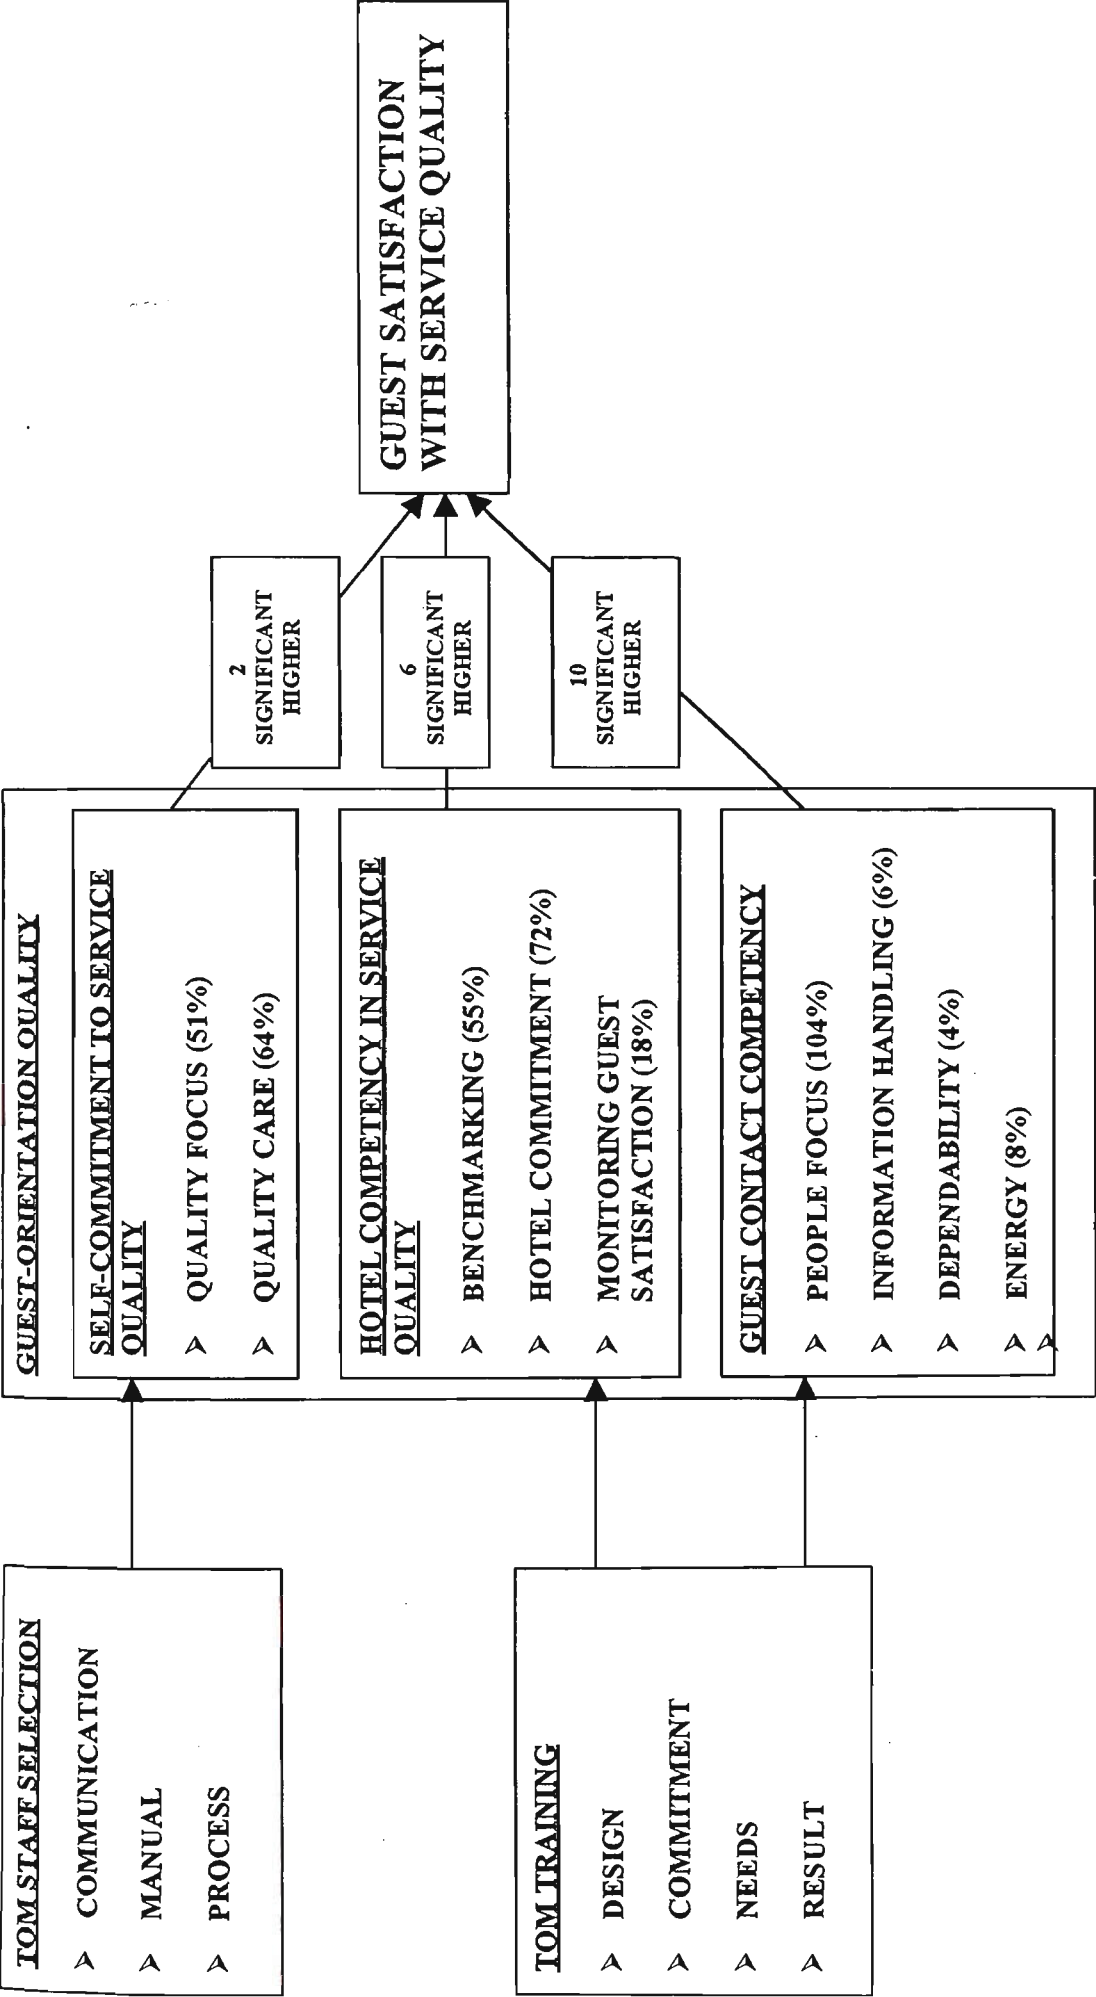 TOM STAFF SELECTION
➢ COMMUNICATION
➢ MANUAL
➢ PROCESS
TOM TRAINING
➢ DESIGN
➢ COMMITMENT
➢ NEEDS
➢ RESULT
GUEST-ORIENTATION QUALITY
SELF-COMMITMENT TO SERVICE
QUALITY
➢ QUALITY FOCUS (51%)
➢ QUALITY CARE (64%)
HOTEL COMPETENCY IN SERVICE
QUALITY
➢ BENCHMARKING (55%)
➢ HOTEL COMMITMENT (72%)
➢ MONITORING GUEST
SATISFACTION (18%)
GUEST CONTACT COMPETENCY
➢ PEOPLE FOCUS (104%)
➢ INFORMATION HANDLING (6%)
➢ DEPENDABILITY (4%)
➢ ENERGY (8%)
➢
2
SIGNIFICANT
HIGHER
6
SIGNIFICANT
HIGHER
10
SIGNIFICANT
HIGHER
GUEST SATISFACTION
WITH SERVICE QUALITY